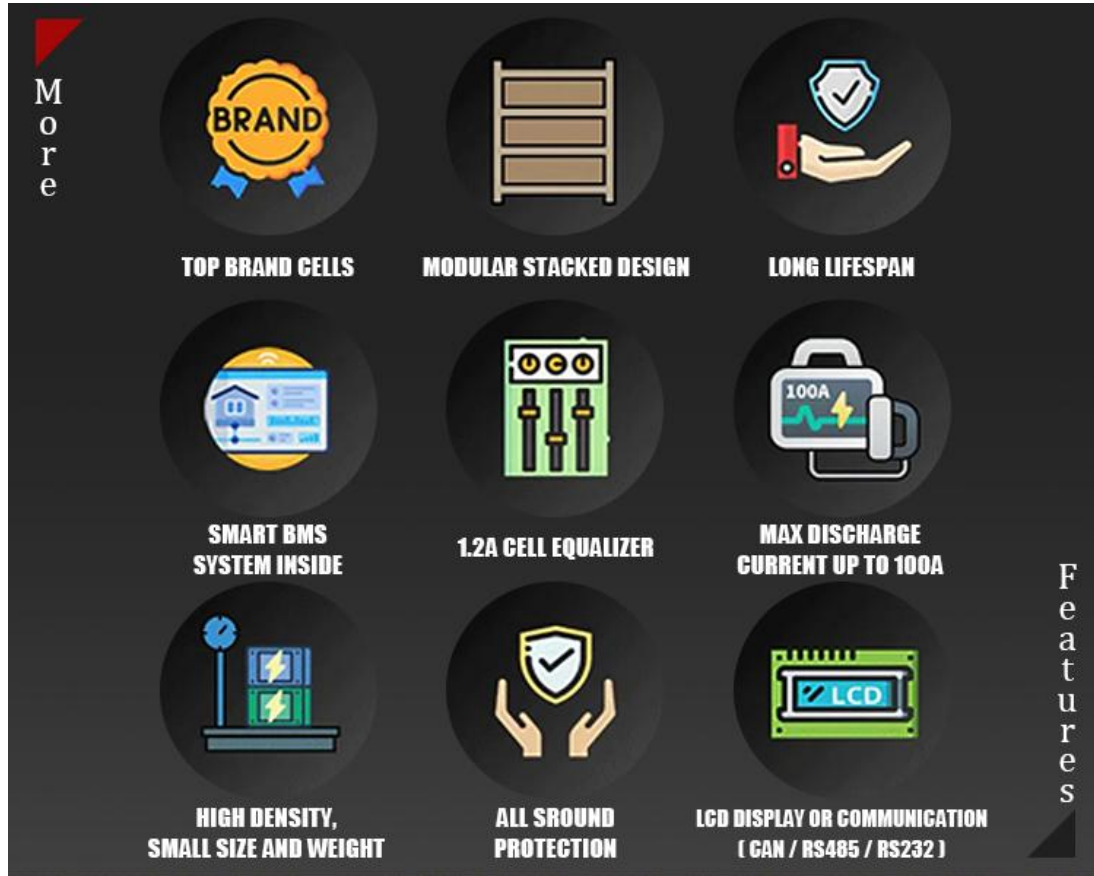 More
BRAND
TOP BRAND CELLS
MODULAR STACKED DESIGN
LONG LIFESPAN
SMART BMS
SYSTEM INSIDE
1.2A CELL EQUALIZER
100A
MAX DISCHARGE
CURRENT UP TO 100A
HIGH DENSITY,
SMALL SIZE AND WEIGHT
ALL SROUND
PROTECTION
LCD
LCD DISPLAY OR COMMUNICATION
( CAN / RS485 / RS232 )
Features